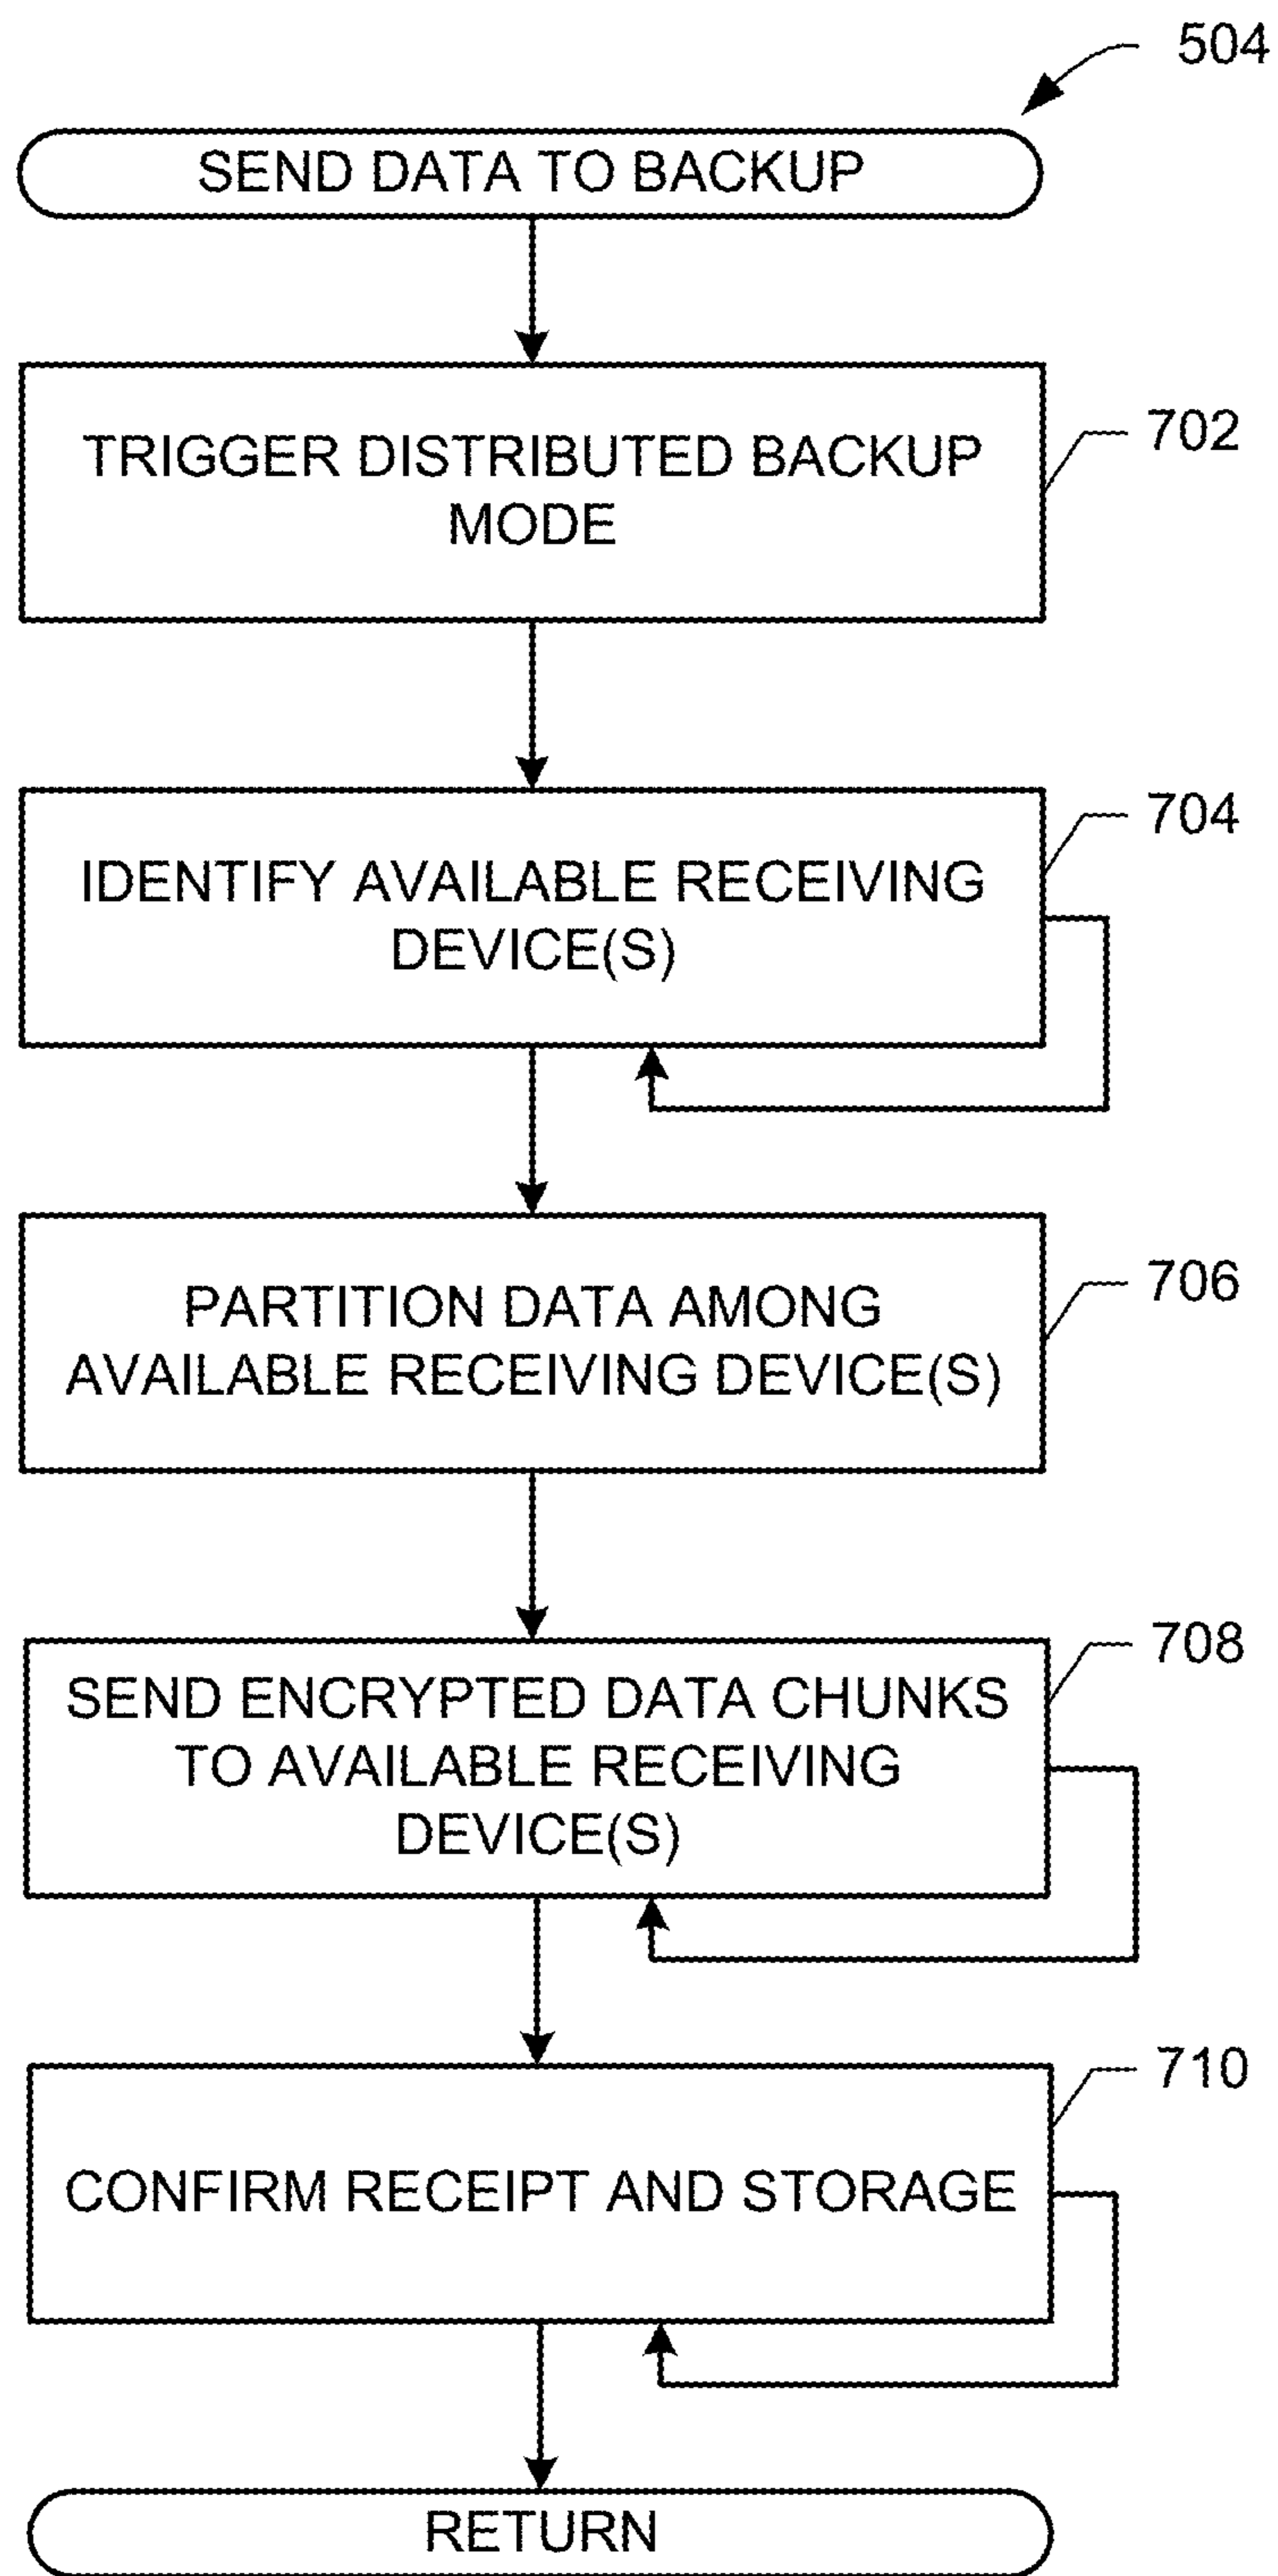 504
SEND DATA TO BACKUP
TRIGGER DISTRIBUTED BACKUP
MODE
702
IDENTIFY AVAILABLE RECEIVING
DEVICE(S)
704
PARTITION DATA AMONG
AVAILABLE RECEIVING DEVICE(S)
706
SEND ENCRYPTED DATA CHUNKS
TO AVAILABLE RECEIVING
DEVICE(S)
708
CONFIRM RECEIPT AND STORAGE
710
RETURN